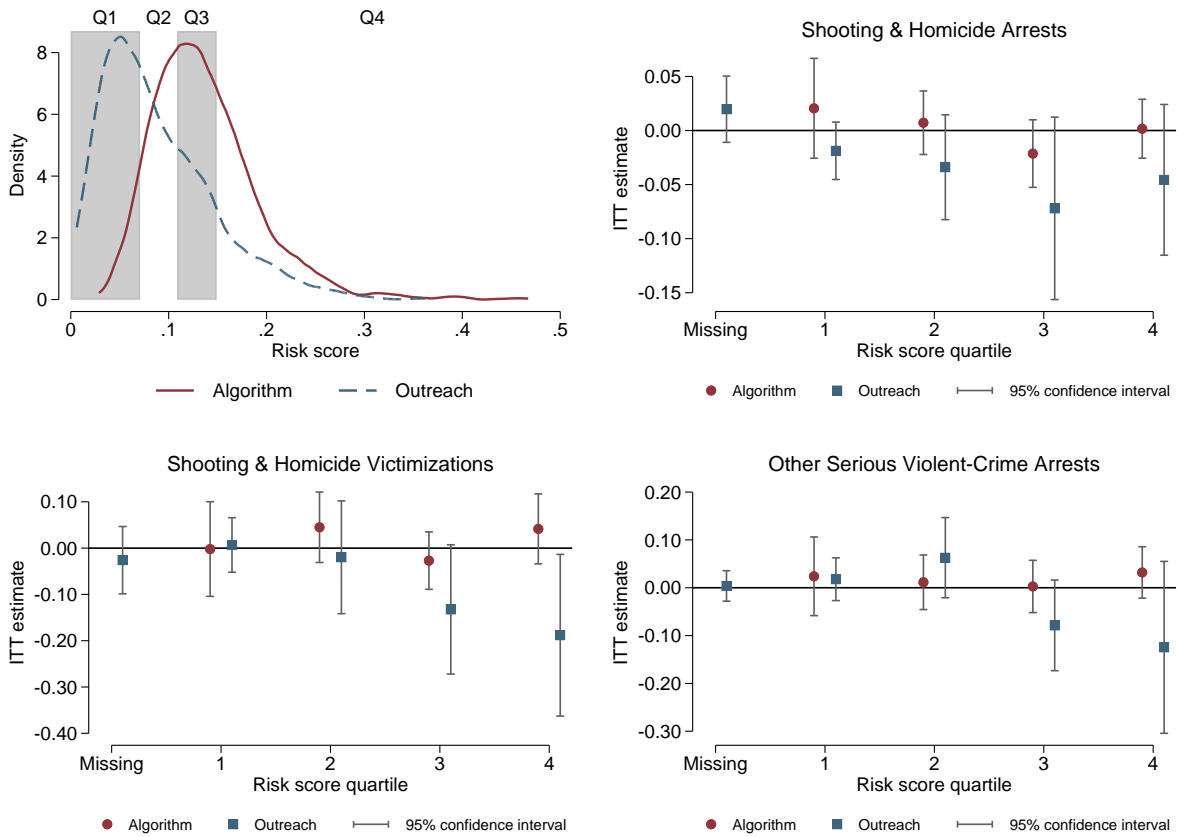 Q1 Q2 Q3 Q4
Density
8
6
4
2
0
0 .1 .2 .3 .4 .5
Risk score
Algorithm Outreach
Shooting & Homicide Arrests
ITT estimate
0.05
0.00
-0.05
-0.10
-0.15
Missing 1 2 3 4
Risk score quartile
Algorithm Outreach 95% confidence interval
Shooting & Homicide Victimizations
ITT estimate
0.10
0.00
-0.10
-0.20
-0.30
-0.40
Missing 1 2 3 4
Risk score quartile
Algorithm Outreach 95% confidence interval
Other Serious Violent-Crime Arrests
ITT estimate
0.20
0.10
0.00
-0.10
-0.20
-0.30
Missing 1 2 3 4
Risk score quartile
Algorithm Outreach 95% confidence interval